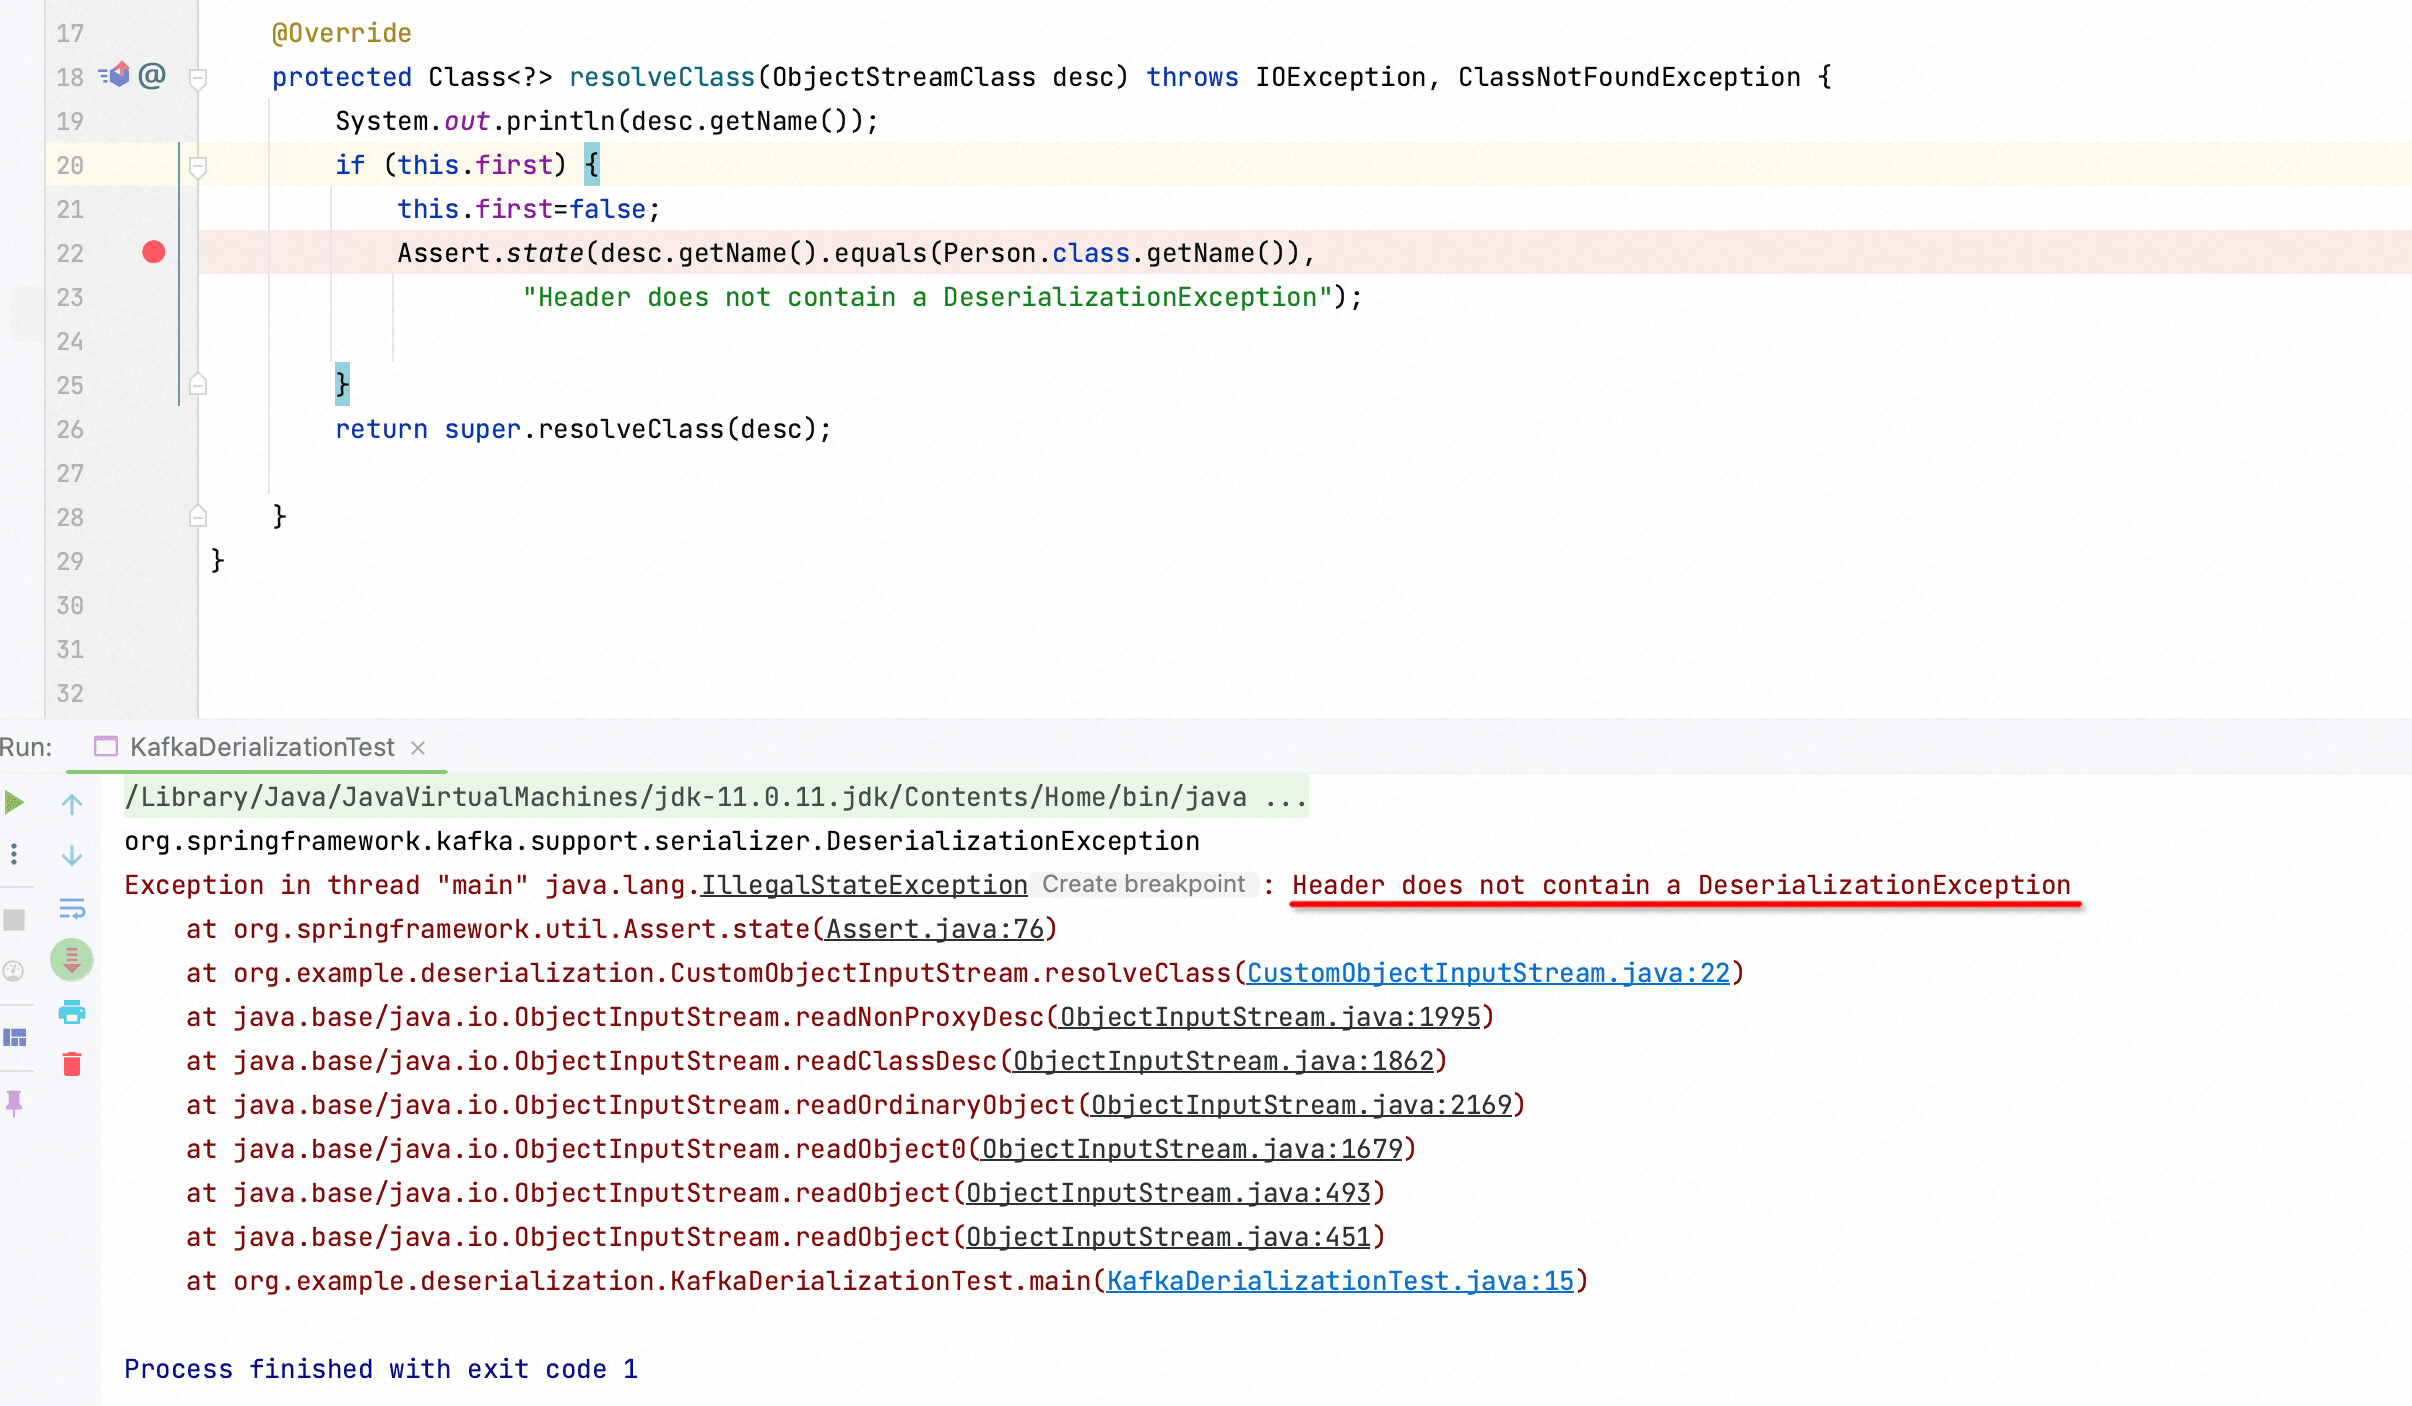 17 @Override
18 @ protected Class<?> resolveClass(ObjectStreamClass desc) throws IOException, ClassNotFoundException {
19 System.out.println(desc.getName());
20 if (this.first) {
21 this.first=false;
22 Assert.state(desc.getName().equals(Person.class.getName()),
23 "Header does not contain a DeserializationException");
24
25 }
26 return super.resolveClass(desc);
27
28 }
29 }
30
31
32
Run: KafkaDerializationTest ×
/Library/Java/JavaVirtualMachines/jdk-11.0.11.jdk/Contents/Home/bin/java ...
org.springframework.kafka.support.serializer.DeserializationException
Exception in thread "main" java.lang.IllegalStateException Create breakpoint : Header does not contain a DeserializationException
at org.springframework.util.Assert.state(Assert.java:76)
at org.example.deserialization.CustomObjectInputStream.resolveClass(CustomObjectInputStream.java:22)
at java.base/java.io.ObjectInputStream.readNonProxyDesc(ObjectInputStream.java:1995)
at java.base/java.io.ObjectInputStream.readClassDesc(ObjectInputStream.java:1862)
at java.base/java.io.ObjectInputStream.readOrdinaryObject(ObjectInputStream.java:2169)
at java.base/java.io.ObjectInputStream.readObject0(ObjectInputStream.java:1679)
at java.base/java.io.ObjectInputStream.readObject(ObjectInputStream.java:493)
at java.base/java.io.ObjectInputStream.readObject(ObjectInputStream.java:451)
at org.example.deserialization.KafkaDerializationTest.main(KafkaDerializationTest.java:15)
Process finished with exit code 1